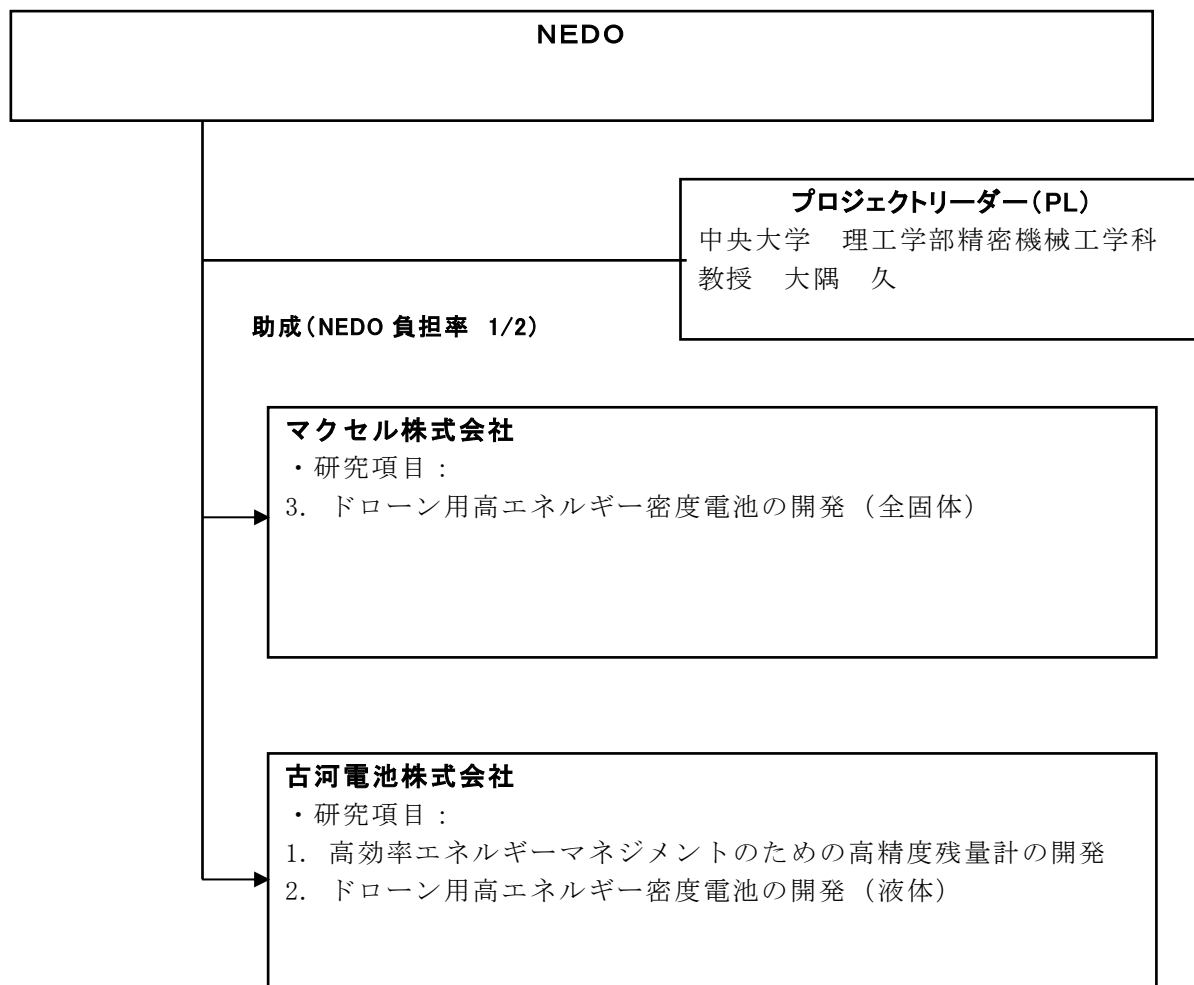 NEDO
プロジェクトリーダー(PL)
中央大学　理工学部精密機械工学科
教授　大隅　久
助成(NEDO 負担率 1/2)
マクセル株式会社
・研究項目：
3. ドローン用高エネルギー密度電池の開発（全固体）
古河電池株式会社
・研究項目：
1. 高効率エネルギーマネジメントのための高精度残量計の開発
2. ドローン用高エネルギー密度電池の開発（液体）